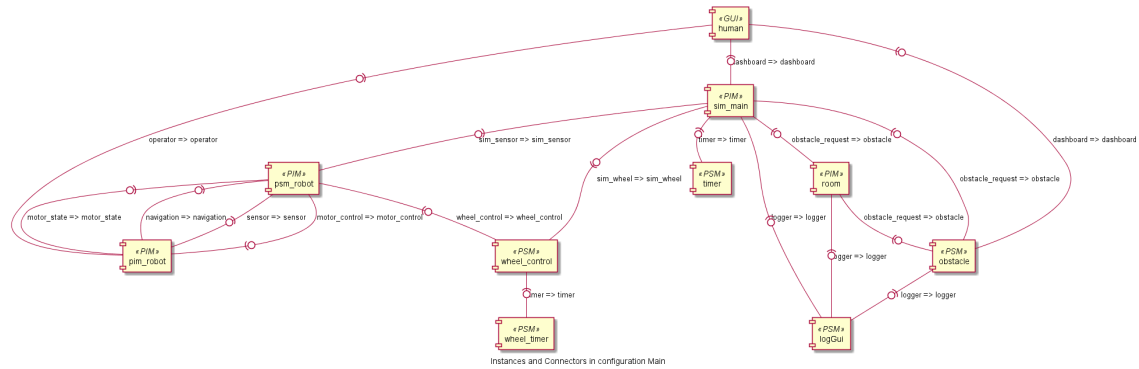 «GUI»
human
dashboard => dashboard
«PIM»
sim_main
operator => operator
sim_sensor => sim_sensor
timer => timer
obstacle_request => obstacle
dashboard => dashboard
«PIM»
psm_robot
sim_wheel => sim_wheel
«PSM»
timer
«PIM»
room
obstacle_request => obstacle
motor_state => motor_state
navigation => navigation
sensor => sensor
motor_control => motor_control
wheel_control => wheel_control
logger => logger
obstacle_request => obstacle
«PIM»
pim_robot
«PSM»
wheel_control
logger => logger
«PSM»
obstacle
timer => timer
logger => logger
«PSM»
wheel_timer
«PSM»
logGui
Instances and Connectors in configuration Main